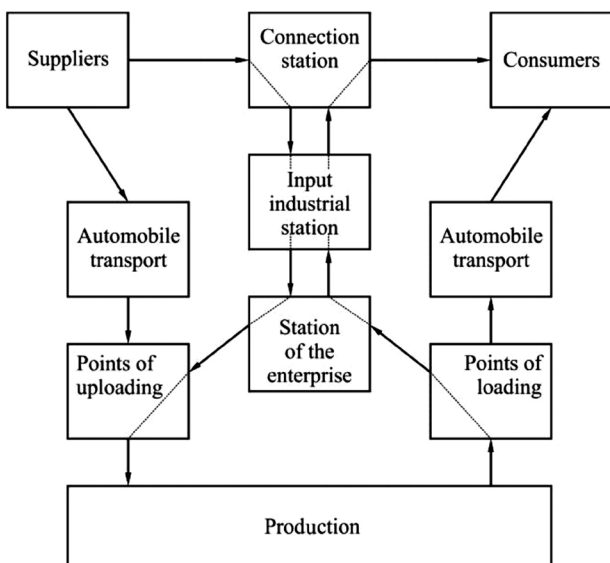 Suppliers
Connection
station
Consumers
Input
industrial
station
Automobile
transport
Automobile
transport
Station
of the
enterprise
Points of
uploading
Points of
loading
Production